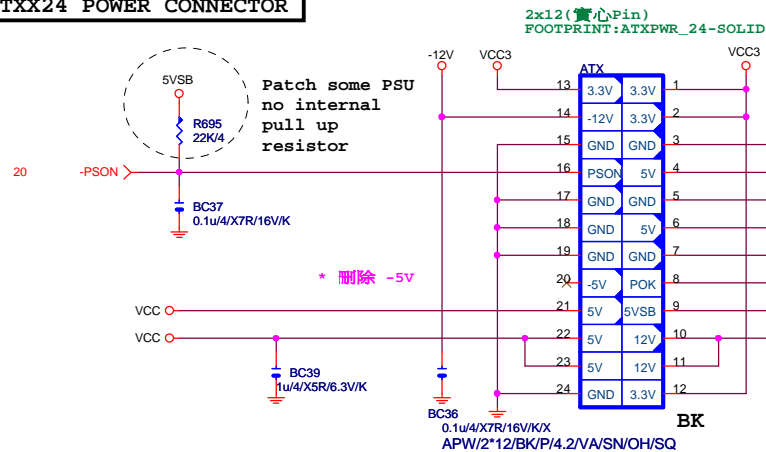 TXX24 POWER CONNECTOR
2x12(實心Pin)
FOOTPRINT:ATXPWR_24-SOLID
5VSB
R695
22K/4
Patch some PSU
no internal
pull up
resistor
20
-PSON
BC37
0.1u/4/X7R/16V/K
* 刪除 -5V
VCC
VCC
BC39
1u/4/X5R/6.3V/K
-12V
VCC3
VCC3
ATX
13 3.3V 3.3V 1
14 -12V 3.3V 2
15 GND GND 3
16 PSON 5V 4
17 GND GND 5
18 GND 5V 6
19 GND GND 7
20 -5V POK 8
21 5V 5VSB 9
22 5V 12V 10
23 5V 12V 11
24 GND 3.3V 12
BC36
0.1u/4/X7R/16V/K/X
BK
APW/2*12/BK/P/4.2/VA/SN/OH/SQ